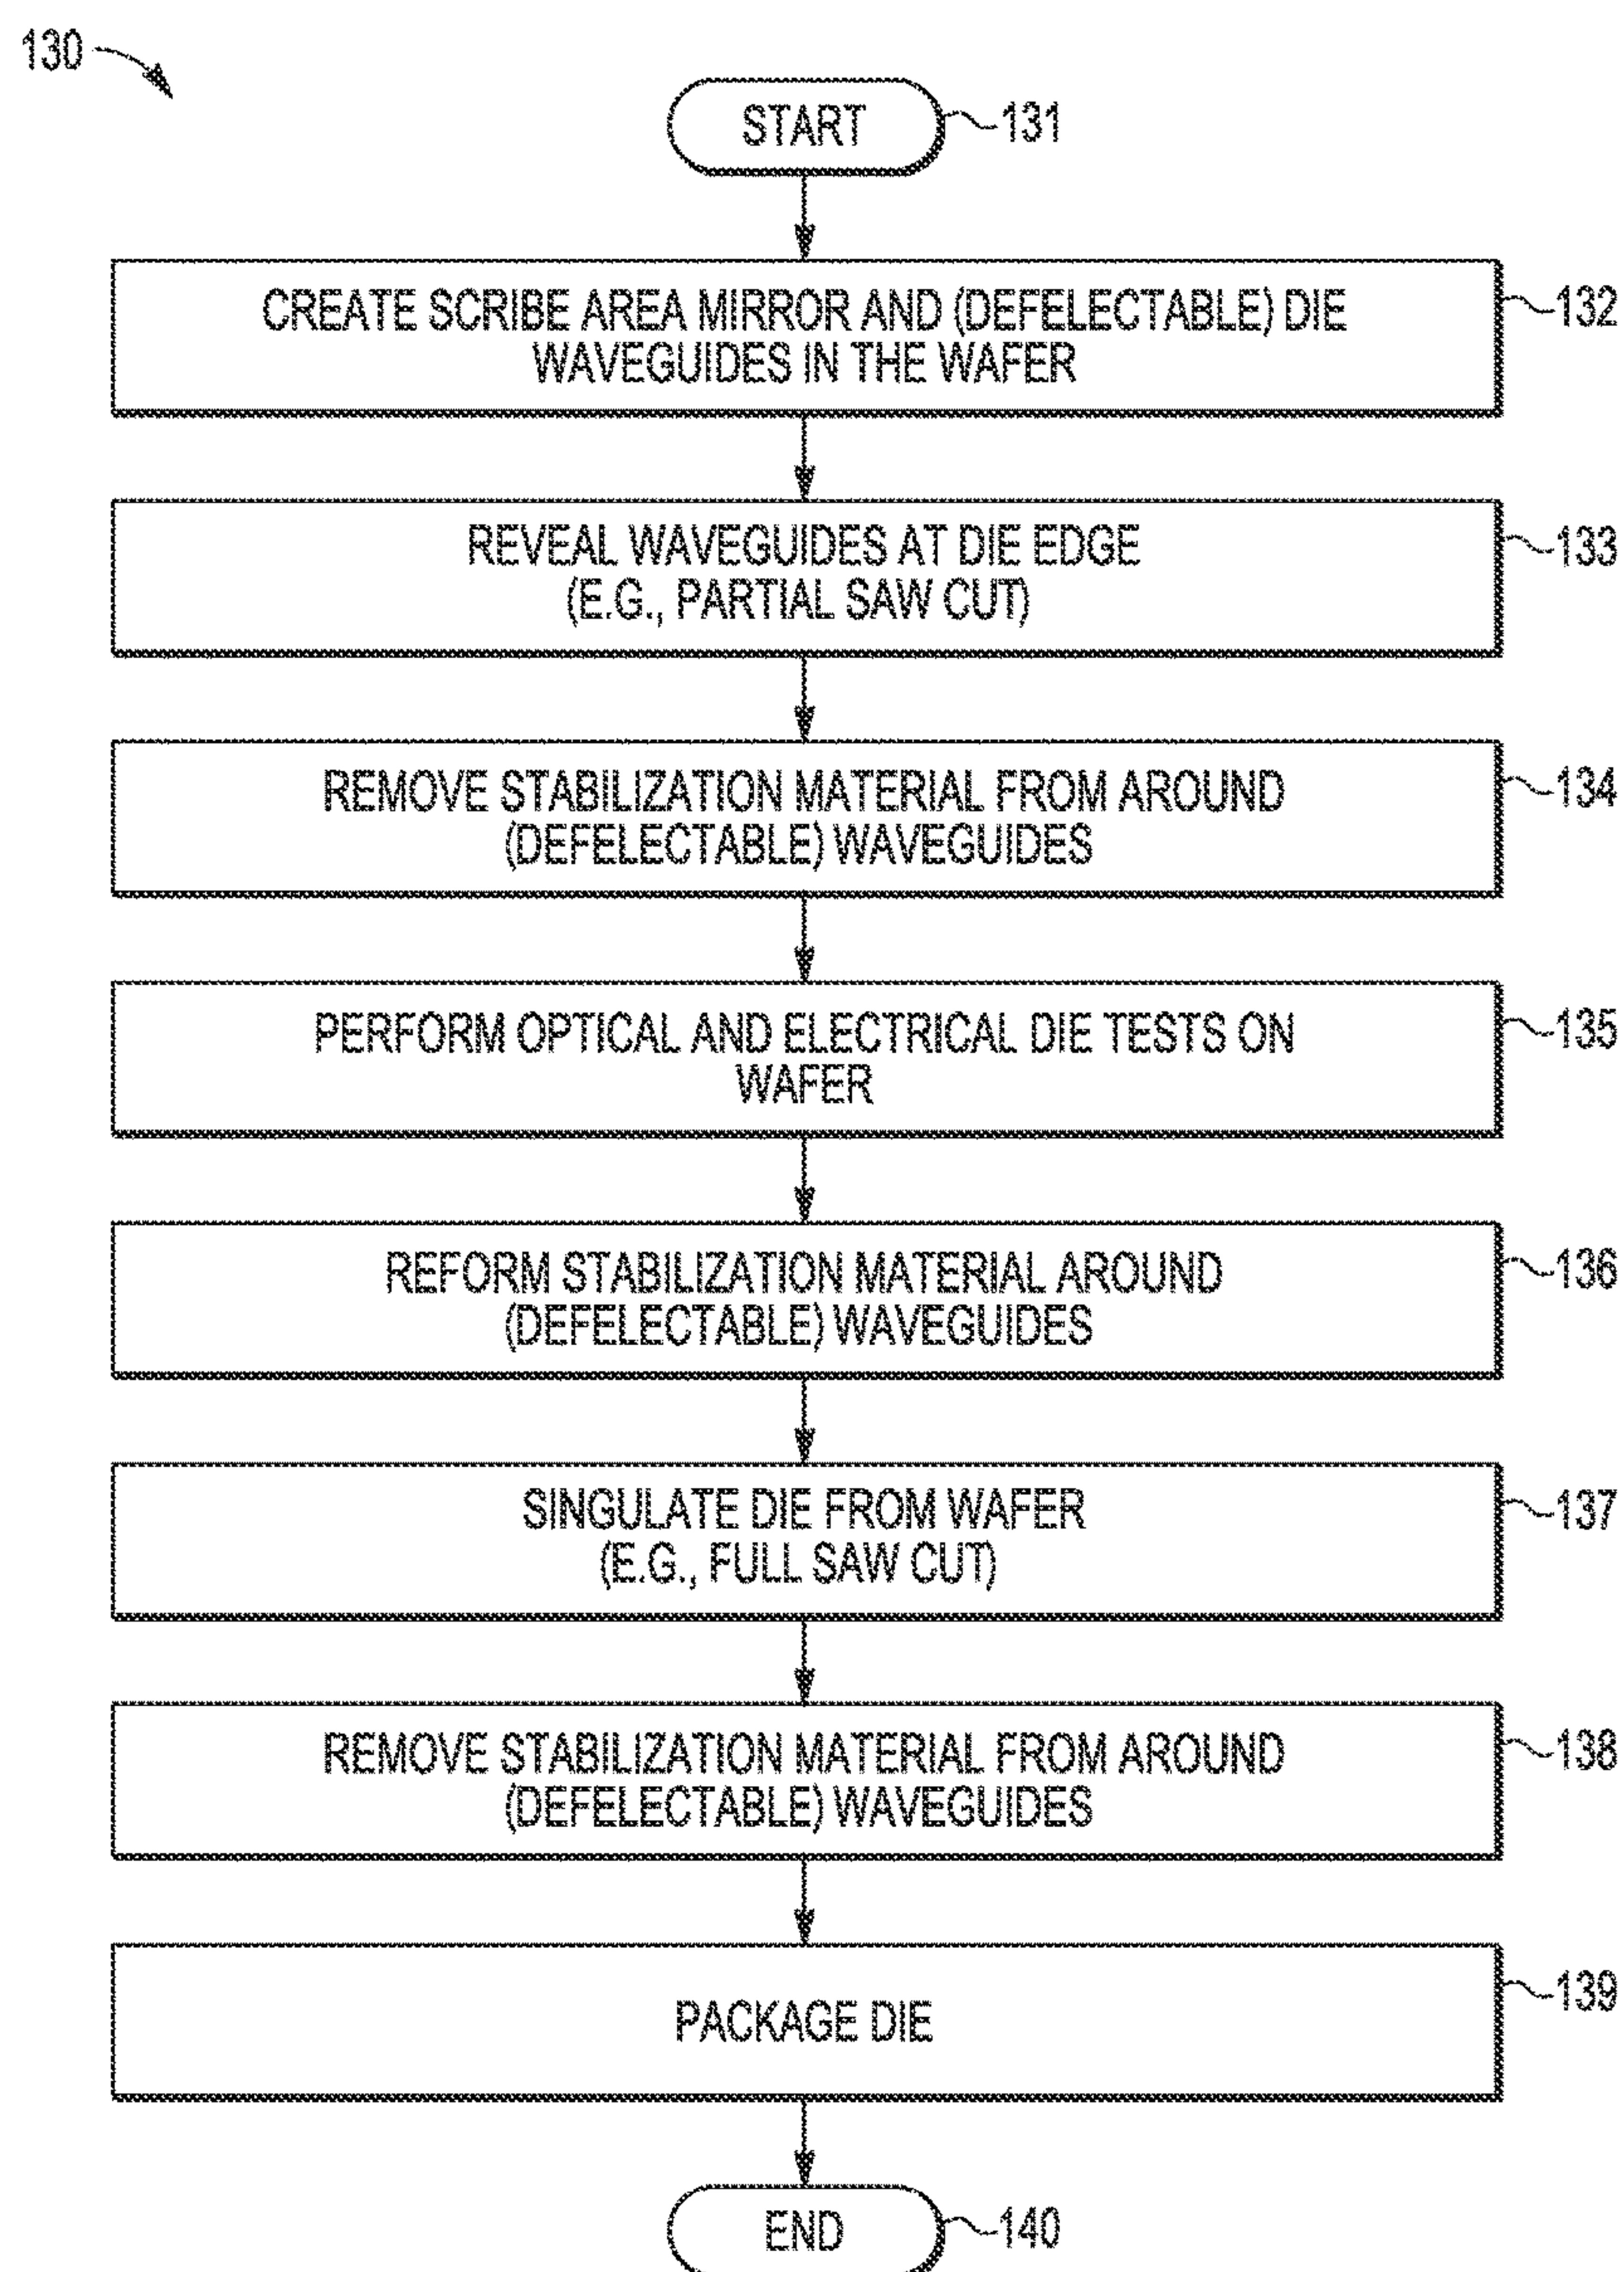 130
START
131
CREATE SCRIBE AREA MIRROR AND (DEFELECTABLE) DIE
WAVEGUIDES IN THE WAFER
132
REVEAL WAVEGUIDES AT DIE EDGE
(E.G., PARTIAL SAW CUT)
133
REMOVE STABILIZATION MATERIAL FROM AROUND
(DEFELECTABLE) WAVEGUIDES
134
PERFORM OPTICAL AND ELECTRICAL DIE TESTS ON
WAFER
135
REFORM STABILIZATION MATERIAL AROUND
(DEFELECTABLE) WAVEGUIDES
136
SINGULATE DIE FROM WAFER
(E.G., FULL SAW CUT)
137
REMOVE STABILIZATION MATERIAL FROM AROUND
(DEFELECTABLE) WAVEGUIDES
138
PACKAGE DIE
139
END
140